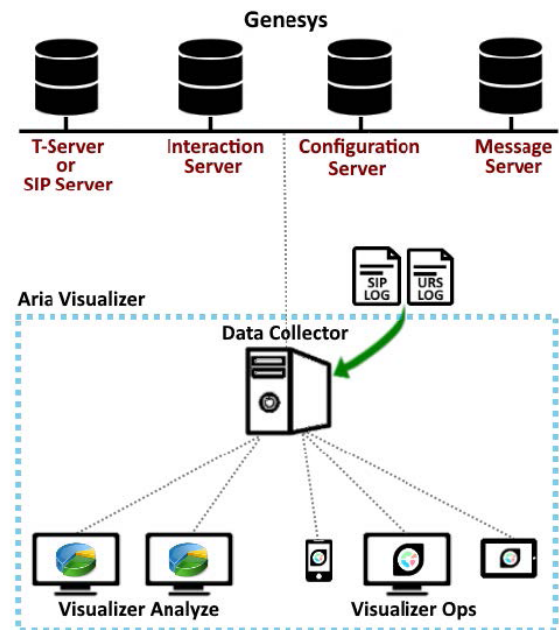 Genesys
T-Server
or
SIP Server
Interaction
Server
Configuration
Server
Message
Server
SIP
LOG
URS
LOG
Aria Visualizer
Data Collector
Visualizer Analyze
Visualizer Ops